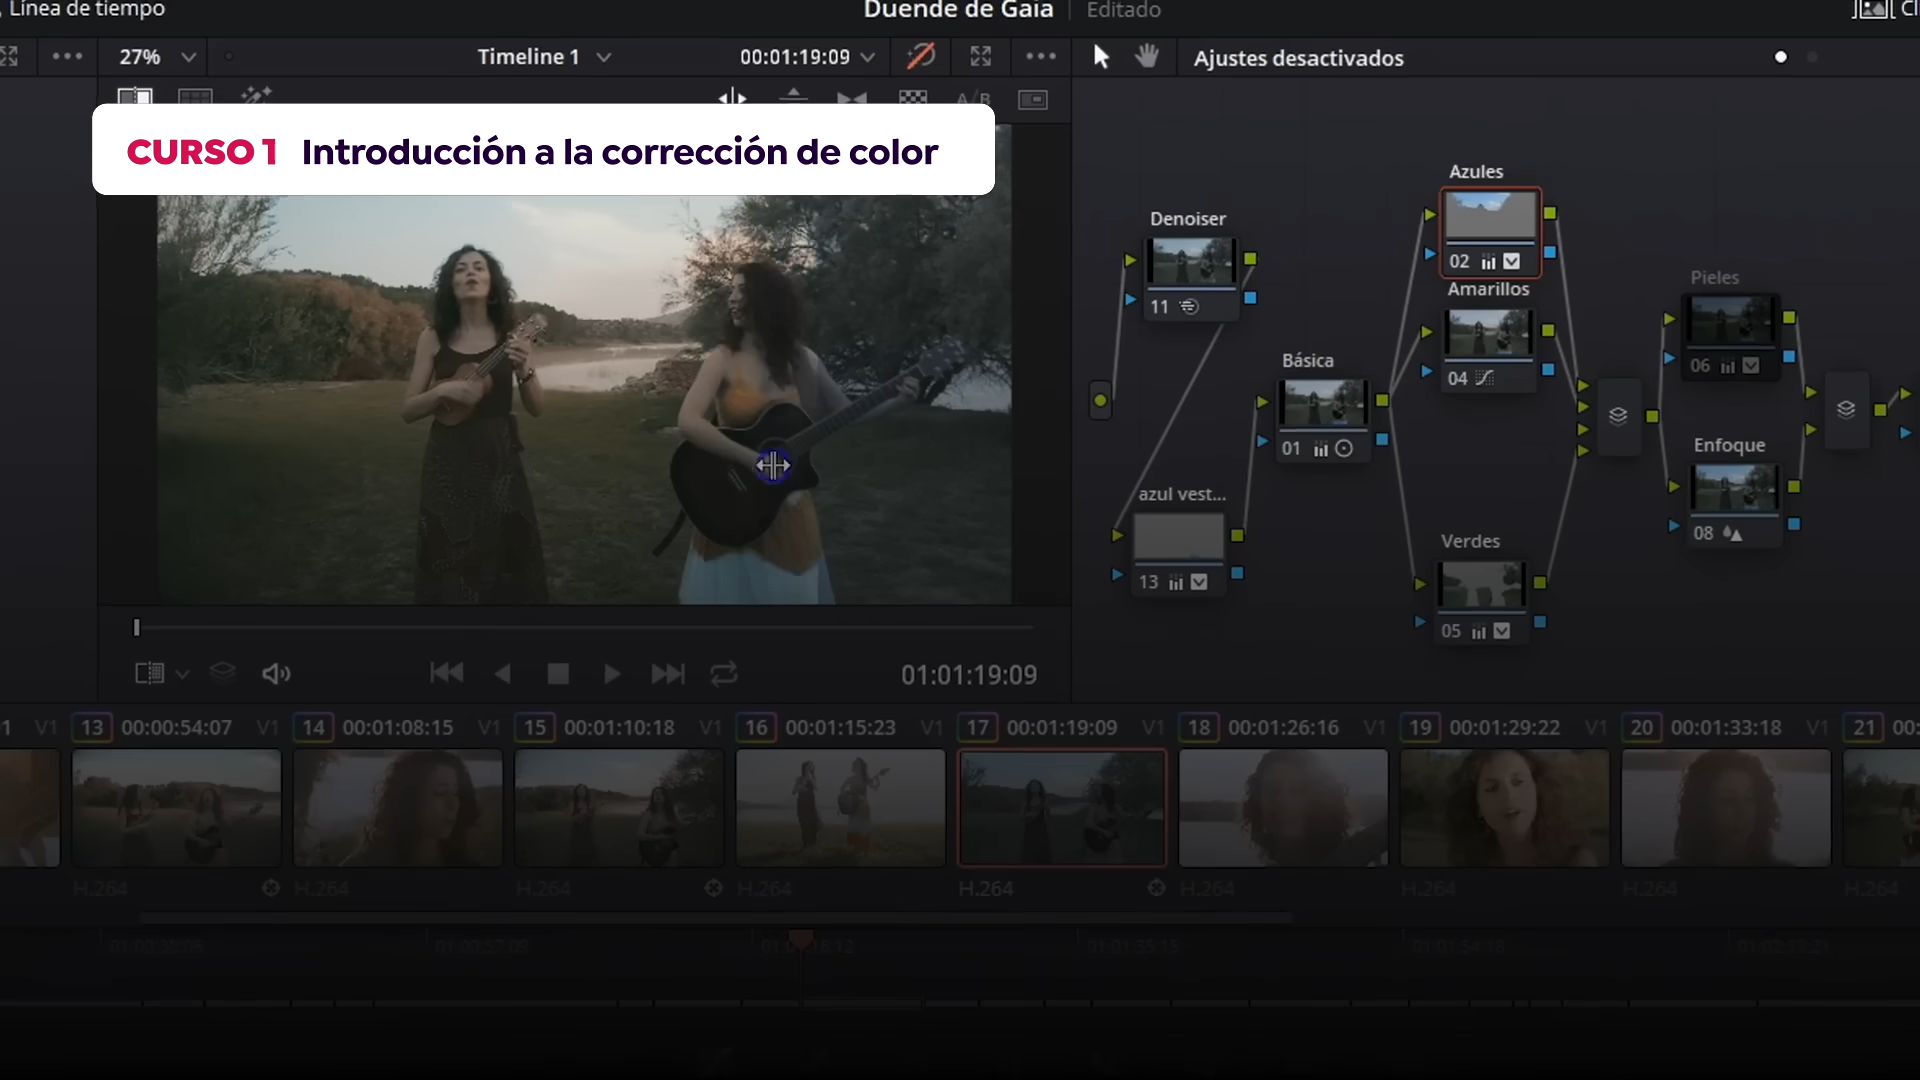 Línea de tiempo
Duende de Gaia
Editado
27%
Timeline 1
00:01:19:09
Ajustes desactivados
A/B
CURSO 1 Introducción a la corrección de color
Azules
02
Denoiser
11
Amarillos
04
Pieles
06
Básica
01
Enfoque
08
azul vest...
13
Verdes
05
01:01:19:09
V1
13 00:00:54:07 V1
14 00:01:08:15 V1
15 00:01:10:18 V1
16 00:01:15:23 V1
17 00:01:19:09 V1
18 00:01:26:16 V1
19 00:01:29:22 V1
20 00:01:33:18 V1
21 00:
H.264
H.264
H.264
H.264
H.264
H.264
H.264
H.264
H.264